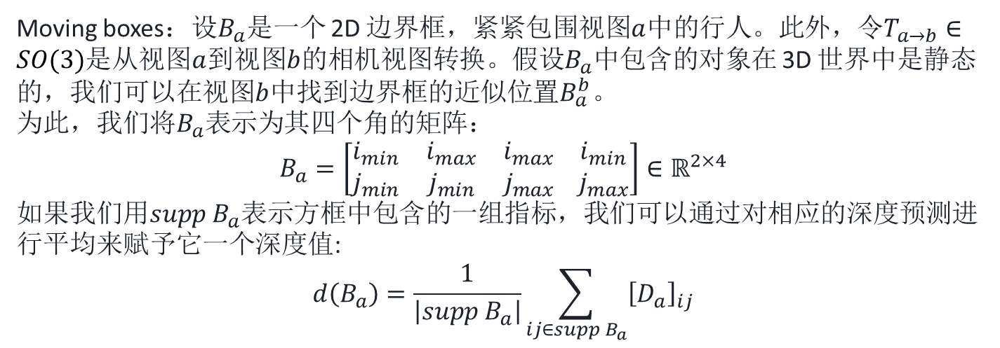 Moving boxes：设$B_a$是一个 2D 边界框，紧紧包围视图$a$中的行人。此外，令$T_{a \to b} \in$
$SO(3)$是从视图$a$到视图$b$的相机视图转换。假设$B_a$中包含的对象在 3D 世界中是静态
的，我们可以在视图$b$中找到边界框的近似位置$B_a^b$。
为此，我们将$B_a$表示为其四个角的矩阵：
$B_a = \begin{bmatrix} i_{min} & i_{max} & i_{max} & i_{min} \\ j_{min} & j_{min} & j_{max} & j_{max} \end{bmatrix} \in \mathbb{R}^{2 \times 4}$
如果我们用$supp\ B_a$表示方框中包含的一组指标，我们可以通过对相应的深度预测进
行平均来赋予它一个深度值:
$d(B_a) = \frac{1}{|supp\ B_a|} \sum_{ij \in supp\ B_a} [D_a]_{ij}$